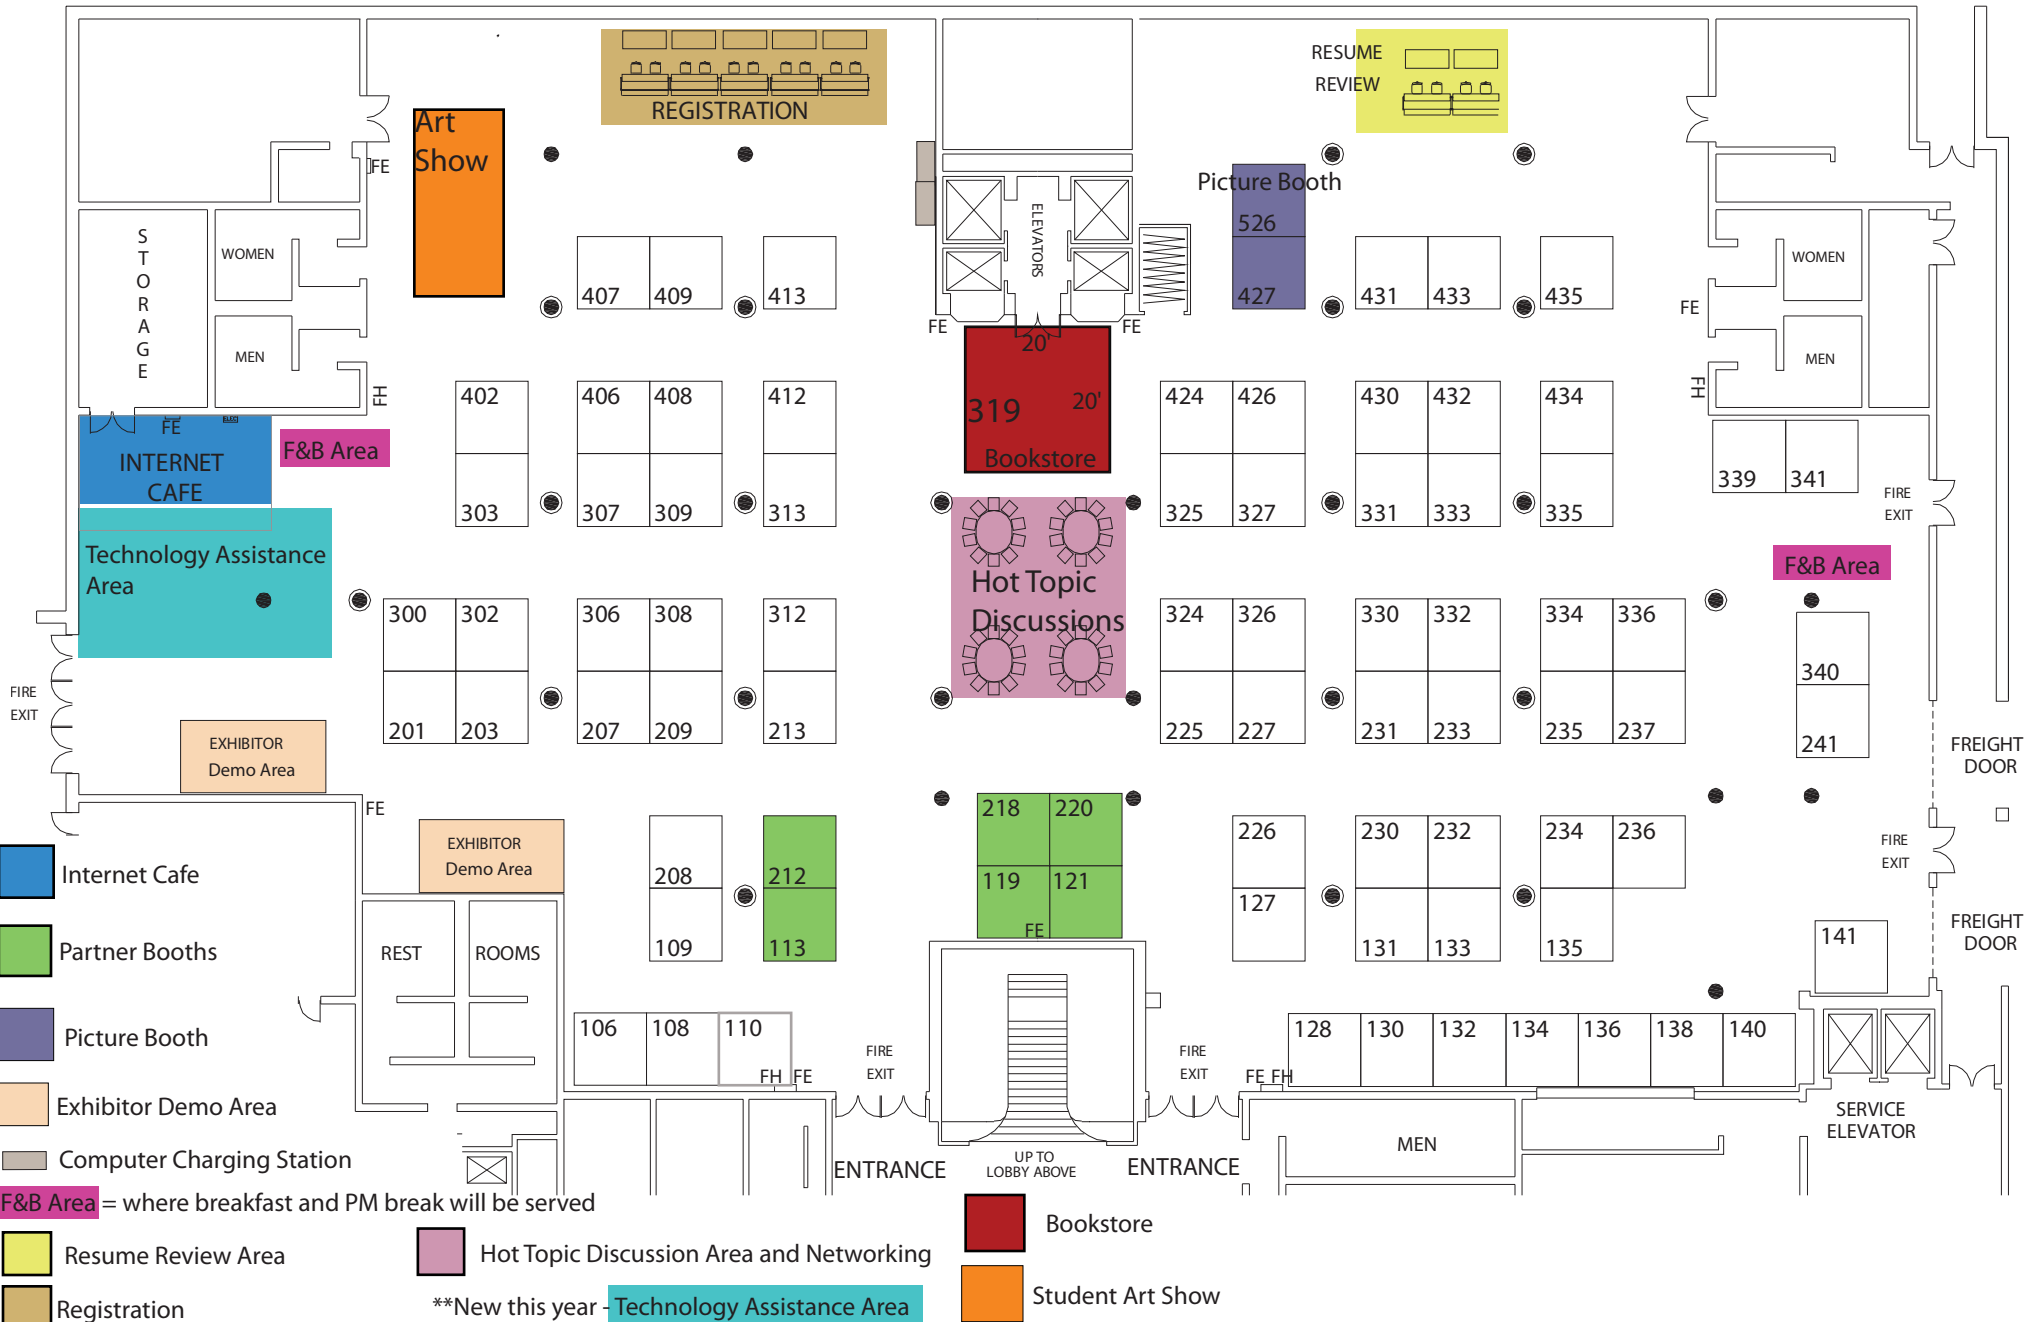 RESUME
REVIEW
REGISTRATION
Art
Show
FE
Picture Booth
526
427
STORAGE
WOMEN
MEN
ELEVATORS
WOMEN
MEN
407
409
413
431
433
435
FE
FE
FE
FH
FH
20'
319
20'
Bookstore
402
406
408
412
424
426
430
432
434
FE
ELEC
INTERNET
CAFE
F&B Area
303
307
309
313
325
327
331
333
335
339
341
FIRE
EXIT
Technology Assistance
Area
Hot Topic
Discussions
F&B Area
300
302
306
308
312
324
326
330
332
334
336
340
201
203
207
209
213
225
227
231
233
235
237
241
FIRE
EXIT
EXHIBITOR
Demo Area
FREIGHT
DOOR
FE
EXHIBITOR
Demo Area
208
212
218
220
226
230
232
234
236
FIRE
EXIT
109
113
119
121
FE
127
131
133
135
141
FREIGHT
DOOR
Internet Cafe
Partner Booths
REST
ROOMS
Picture Booth
106
108
110
FH
FE
FIRE
EXIT
FIRE
EXIT
FE
FH
128
130
132
134
136
138
140
Exhibitor Demo Area
SERVICE
ELEVATOR
MEN
Computer Charging Station
ENTRANCE
UP TO
LOBBY ABOVE
ENTRANCE
F&B Area = where breakfast and PM break will be served
Bookstore
Resume Review Area
Hot Topic Discussion Area and Networking
Registration
**New this year - Technology Assistance Area
Student Art Show